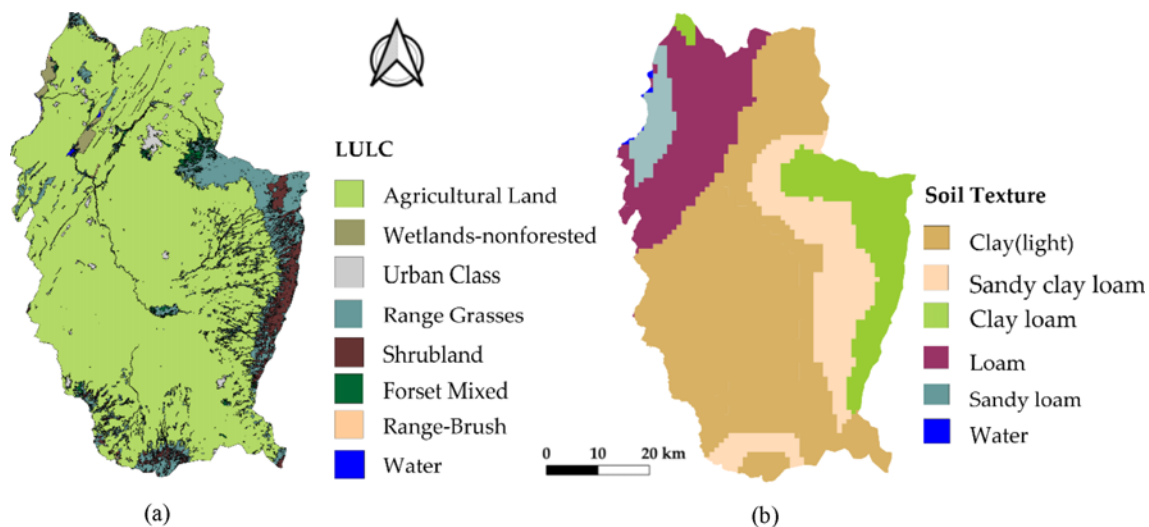 LULC
Agricultural Land
Wetlands-nonforested
Urban Class
Range Grasses
Shrubland
Forset Mixed
Range-Brush
Water
0 10 20 km
(a)
Soil Texture
Clay(light)
Sandy clay loam
Clay loam
Loam
Sandy loam
Water
(b)